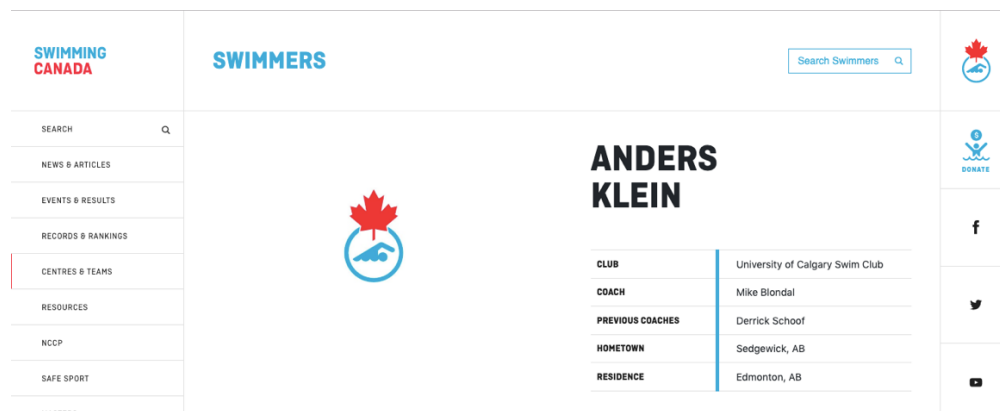 SWIMMING
CANADA
SWIMMERS
Search Swimmers
SEARCH
NEWS & ARTICLES
EVENTS & RESULTS
RECORDS & RANKINGS
CENTRES & TEAMS
RESOURCES
NCCP
SAFE SPORT
ANDERS
KLEIN
CLUB University of Calgary Swim Club
COACH Mike Blondal
PREVIOUS COACHES Derrick Schoof
HOMETOWN Sedgewick, AB
RESIDENCE Edmonton, AB
$
DONATE